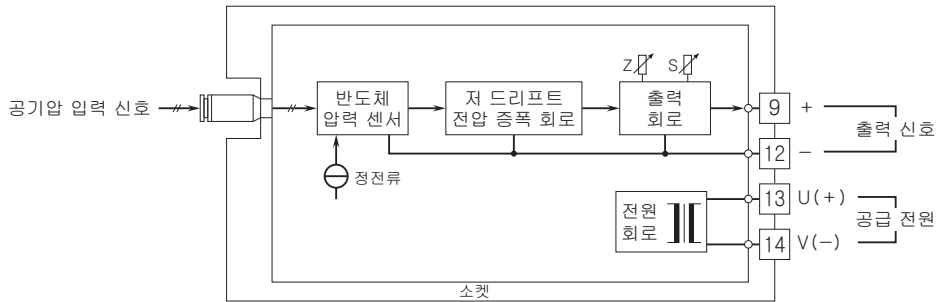 공기압 입력 신호
반도체
압력 센서
정전류
저 드리프트
전압 증폭 회로
Z
S
출력
회로
9 +
12 −
출력 신호
전원
회로
13 U(+)
14 V(−)
공급 전원
소켓